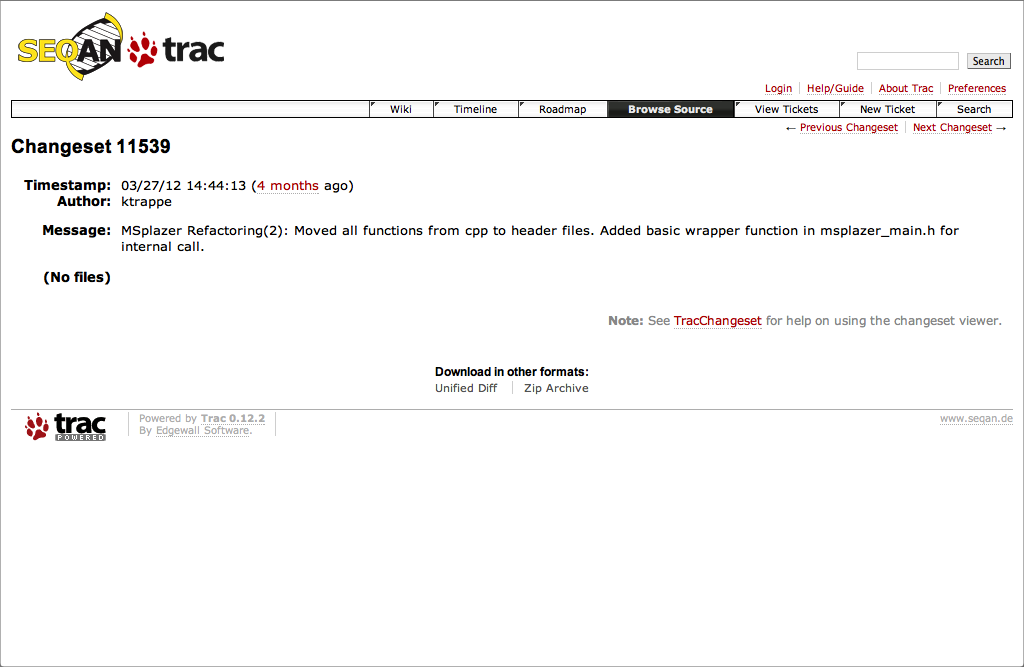 SEQAN trac
Search
Login Help/Guide About Trac Preferences
Wiki Timeline Roadmap Browse Source View Tickets New Ticket Search
← Previous Changeset Next Changeset →
Changeset 11539
Timestamp: 03/27/12 14:44:13 (4 months ago)
Author: ktrappe
Message: MSplazer Refactoring(2): Moved all functions from cpp to header files. Added basic wrapper function in msplazer_main.h for
internal call.
(No files)
Note: See TracChangeset for help on using the changeset viewer.
Download in other formats:
Unified Diff Zip Archive
trac
POWERED
Powered by Trac 0.12.2
By Edgewall Software.
www.seqan.de